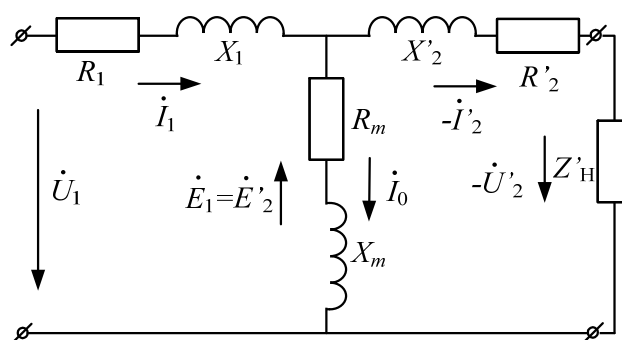 R1 X1 X'2 R'2
İ1 -İ'2
Rm
U̇1 Ė1=Ė'2 İ0 -U̇'2 Z'Н
Xm